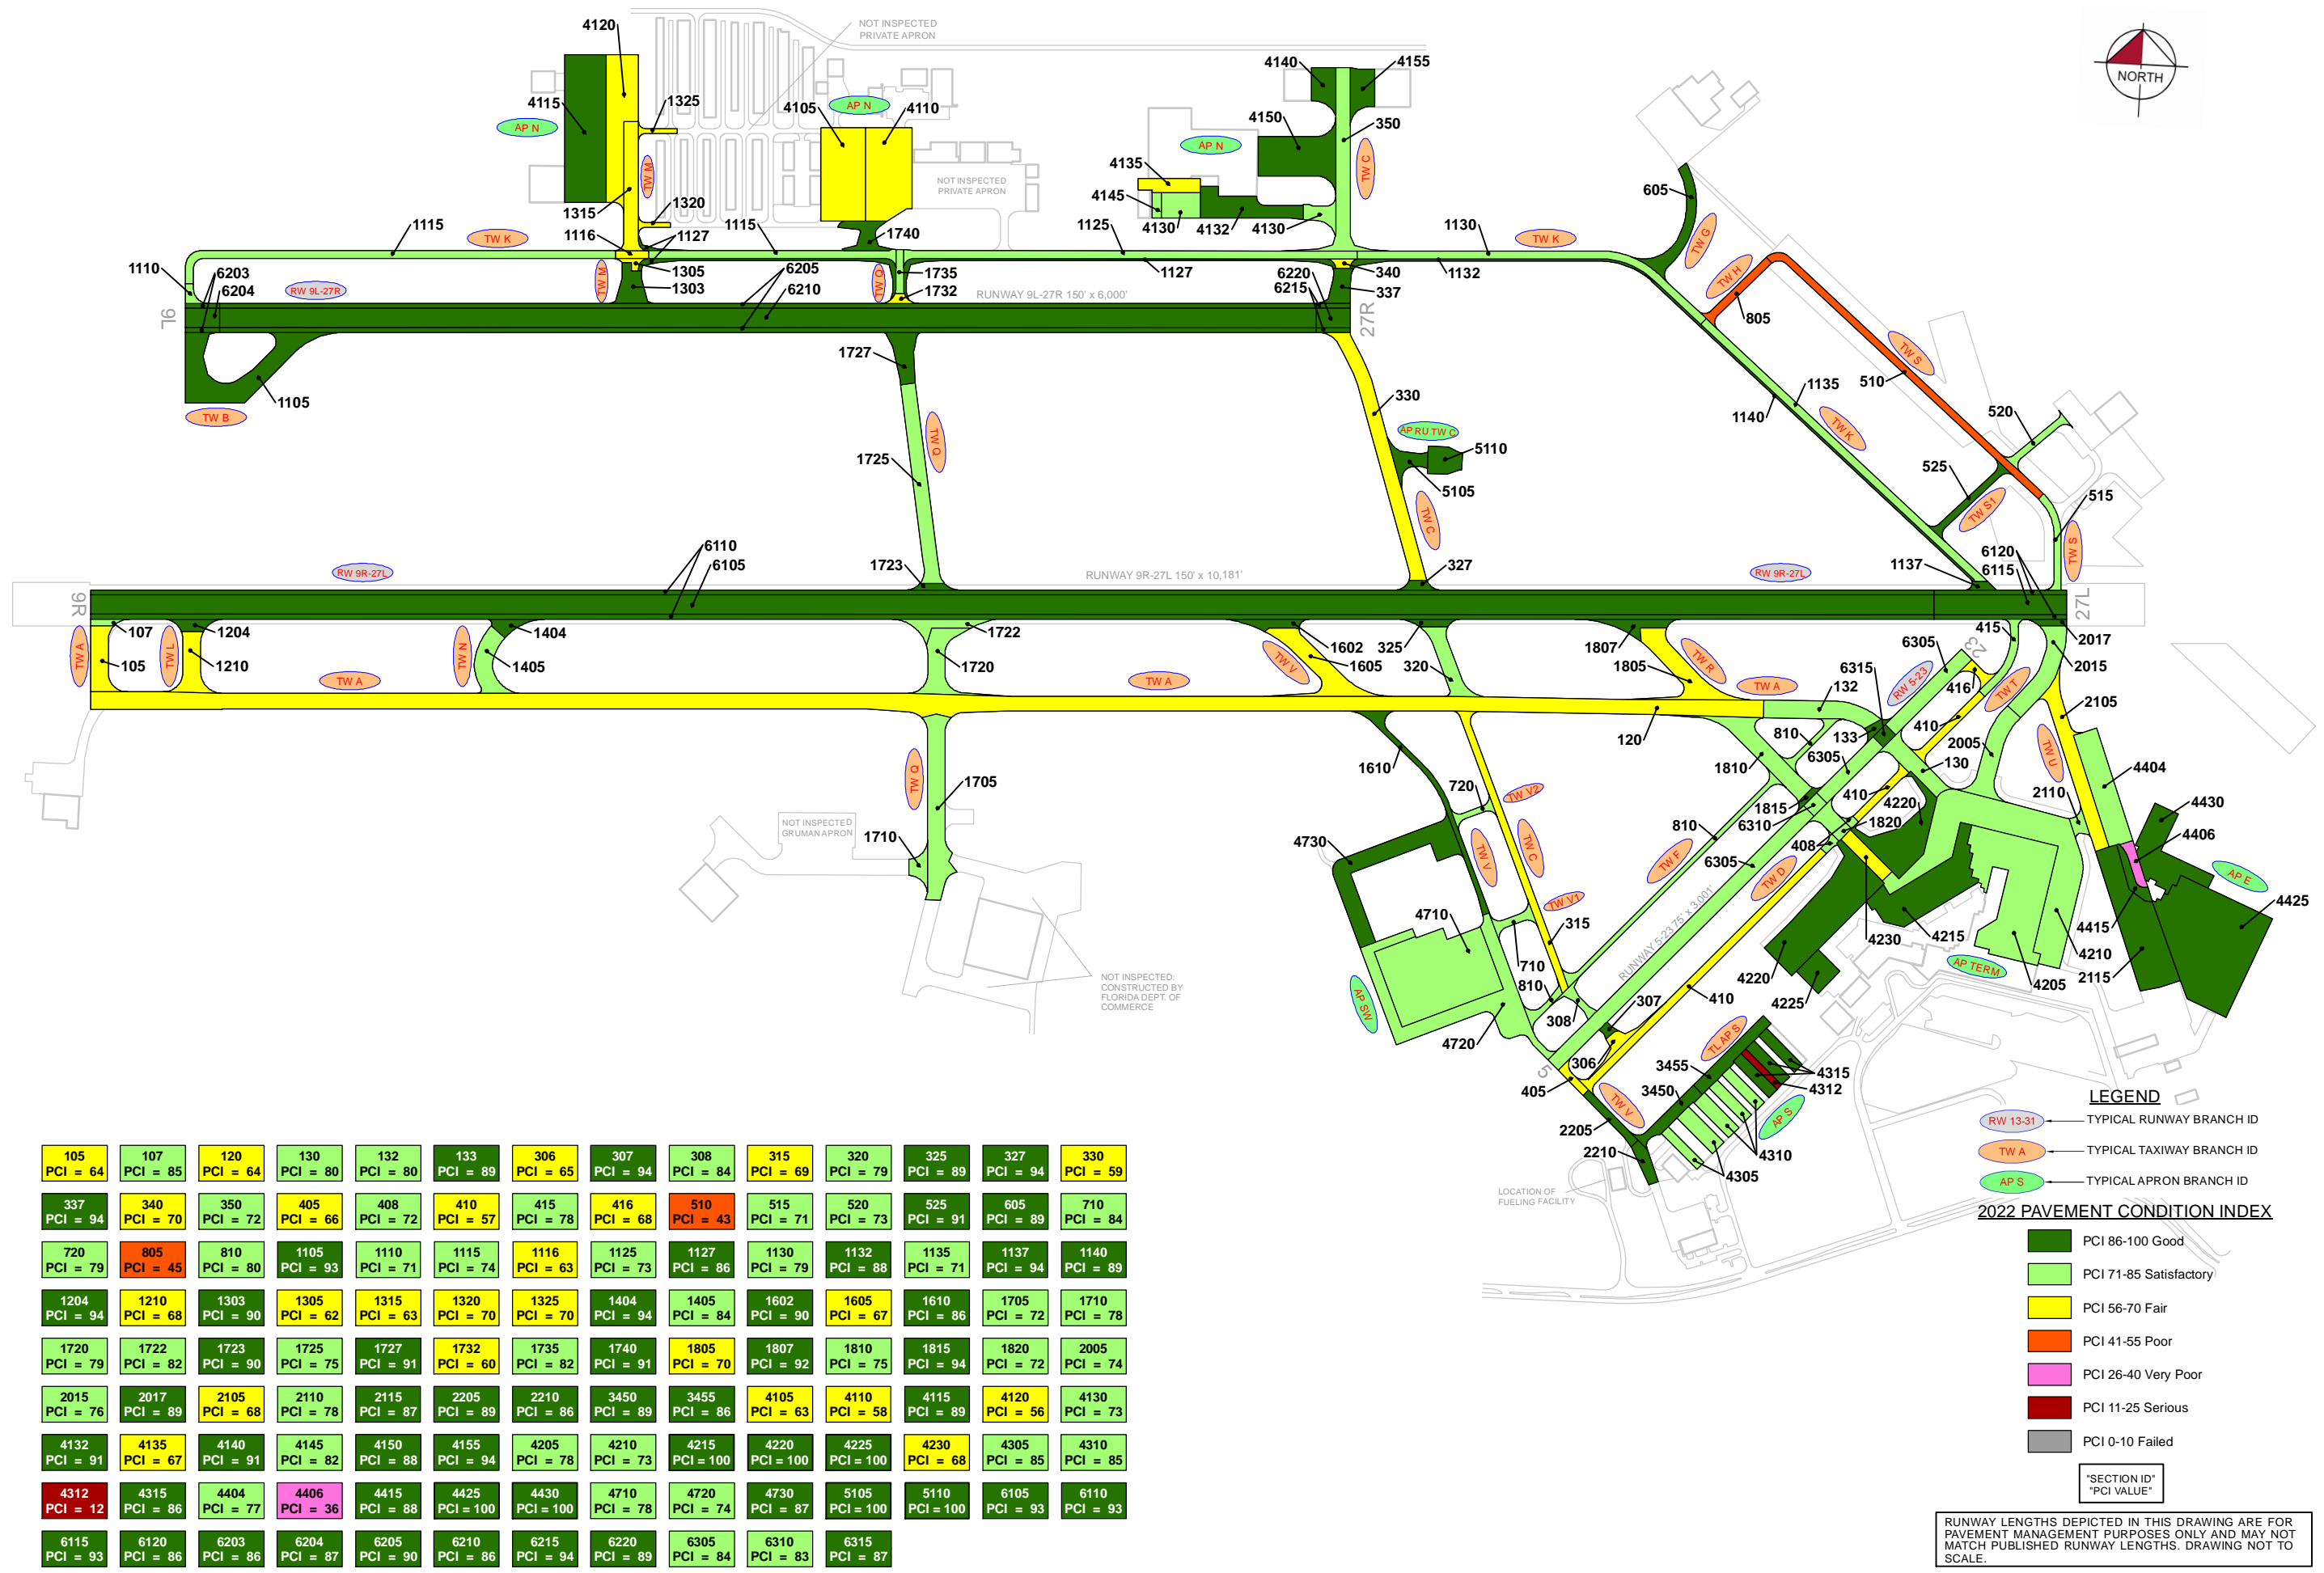 NOT INSPECTED
PRIVATE APRON
4120
4140
4155
NORTH
4115
1325
4105
AP N
4110
AP N
4150
350
AP N
TW M
4135
TW C
NOT INSPECTED
PRIVATE APRON
4145
605
1315
1320
4130
4132
4130
1115
TW K
1116
1127
1115
1740
1125
1130
TW K
TW G
1110
6203
6204
RW 9L-27R
TW M
1305
1303
6205
6210
TW Q
1735
1732
1127
RUNWAY 9L-27R 150' x 6,000'
6220
6215
340
337
1132
TW H
805
9L
27R
1727
TW S
510
1105
TW B
330
1135
1140
520
TW Q
AP RU TW C
TW K
1725
5110
5105
525
515
TW C
TW S1
6110
6105
1723
RW 9R-27L
RUNWAY 9R-27L 150' x 10,181'
327
RW 9R-27L
1137
6120
6115
TW S
9R
27L
107
1204
1404
1722
1602
325
1807
415
2017
TW A
105
TW L
1210
TW N
1405
1720
TW V
1605
320
1805
TW R
6305
23
2015
TW A
TW A
TW A
6315
132
RW 5-23
416
TW T
2105
120
810
133
410
2005
TW U
1610
1810
6305
130
4404
TW Q
1705
720
TW V2
410
4220
2110
4430
NOT INSPECTED
GRUMAN APRON
1815
6310
1820
4406
1710
810
408
4730
TW V
TW C
TW F
6305
TW D
AP E
4710
TW V1
315
RUNWAY 5-23 75' x 3,001'
4230
4215
4415
4425
4220
4210
NOT INSPECTED:
CONSTRUCTED BY
FLORIDA DEPT. OF
COMMERCE
AP SW
710
810
AP TERM
4205
2115
410
4225
308
307
4720
306
TL AP S
405
5
3455
4315
4312
3450
TW V
AP S
2205
2210
4310
4305
LOCATION OF
FUELING FACILITY
LEGEND
RW 13-31 TYPICAL RUNWAY BRANCH ID
TW A TYPICAL TAXIWAY BRANCH ID
AP S TYPICAL APRON BRANCH ID
2022 PAVEMENT CONDITION INDEX
PCI 86-100 Good
PCI 71-85 Satisfactory
PCI 56-70 Fair
PCI 41-55 Poor
PCI 26-40 Very Poor
PCI 11-25 Serious
PCI 0-10 Failed
"SECTION ID"
"PCI VALUE"
RUNWAY LENGTHS DEPICTED IN THIS DRAWING ARE FOR
PAVEMENT MANAGEMENT PURPOSES ONLY AND MAY NOT
MATCH PUBLISHED RUNWAY LENGTHS. DRAWING NOT TO
SCALE.
105 107 120 130 132 133 306 307 308 315 320 325 327 330
PCI = 64 PCI = 85 PCI = 64 PCI = 80 PCI = 80 PCI = 89 PCI = 65 PCI = 94 PCI = 84 PCI = 69 PCI = 79 PCI = 89 PCI = 94 PCI = 59
337 340 350 405 408 410 415 416 510 515 520 525 605 710
PCI = 94 PCI = 70 PCI = 72 PCI = 66 PCI = 72 PCI = 57 PCI = 78 PCI = 68 PCI = 43 PCI = 71 PCI = 73 PCI = 91 PCI = 89 PCI = 84
720 805 810 1105 1110 1115 1116 1125 1127 1130 1132 1135 1137 1140
PCI = 79 PCI = 45 PCI = 80 PCI = 93 PCI = 71 PCI = 74 PCI = 63 PCI = 73 PCI = 86 PCI = 79 PCI = 88 PCI = 71 PCI = 94 PCI = 89
1204 1210 1303 1305 1315 1320 1325 1404 1405 1602 1605 1610 1705 1710
PCI = 94 PCI = 68 PCI = 90 PCI = 62 PCI = 63 PCI = 70 PCI = 70 PCI = 94 PCI = 84 PCI = 90 PCI = 67 PCI = 86 PCI = 72 PCI = 78
1720 1722 1723 1725 1727 1732 1735 1740 1805 1807 1810 1815 1820 2005
PCI = 79 PCI = 82 PCI = 90 PCI = 75 PCI = 91 PCI = 60 PCI = 82 PCI = 91 PCI = 70 PCI = 92 PCI = 75 PCI = 94 PCI = 72 PCI = 74
2015 2017 2105 2110 2115 2205 2210 3450 3455 4105 4110 4115 4120 4130
PCI = 76 PCI = 89 PCI = 68 PCI = 78 PCI = 87 PCI = 89 PCI = 86 PCI = 89 PCI = 86 PCI = 63 PCI = 58 PCI = 89 PCI = 56 PCI = 73
4132 4135 4140 4145 4150 4155 4205 4210 4215 4220 4225 4230 4305 4310
PCI = 91 PCI = 67 PCI = 91 PCI = 82 PCI = 88 PCI = 94 PCI = 78 PCI = 73 PCI = 100 PCI = 100 PCI = 100 PCI = 68 PCI = 85 PCI = 85
4312 4315 4404 4406 4415 4425 4430 4710 4720 4730 5105 5110 6105 6110
PCI = 12 PCI = 86 PCI = 77 PCI = 36 PCI = 88 PCI = 100 PCI = 100 PCI = 78 PCI = 74 PCI = 87 PCI = 100 PCI = 100 PCI = 93 PCI = 93
6115 6120 6203 6204 6205 6210 6215 6220 6305 6310 6315
PCI = 93 PCI = 86 PCI = 86 PCI = 87 PCI = 90 PCI = 86 PCI = 94 PCI = 89 PCI = 84 PCI = 83 PCI = 87